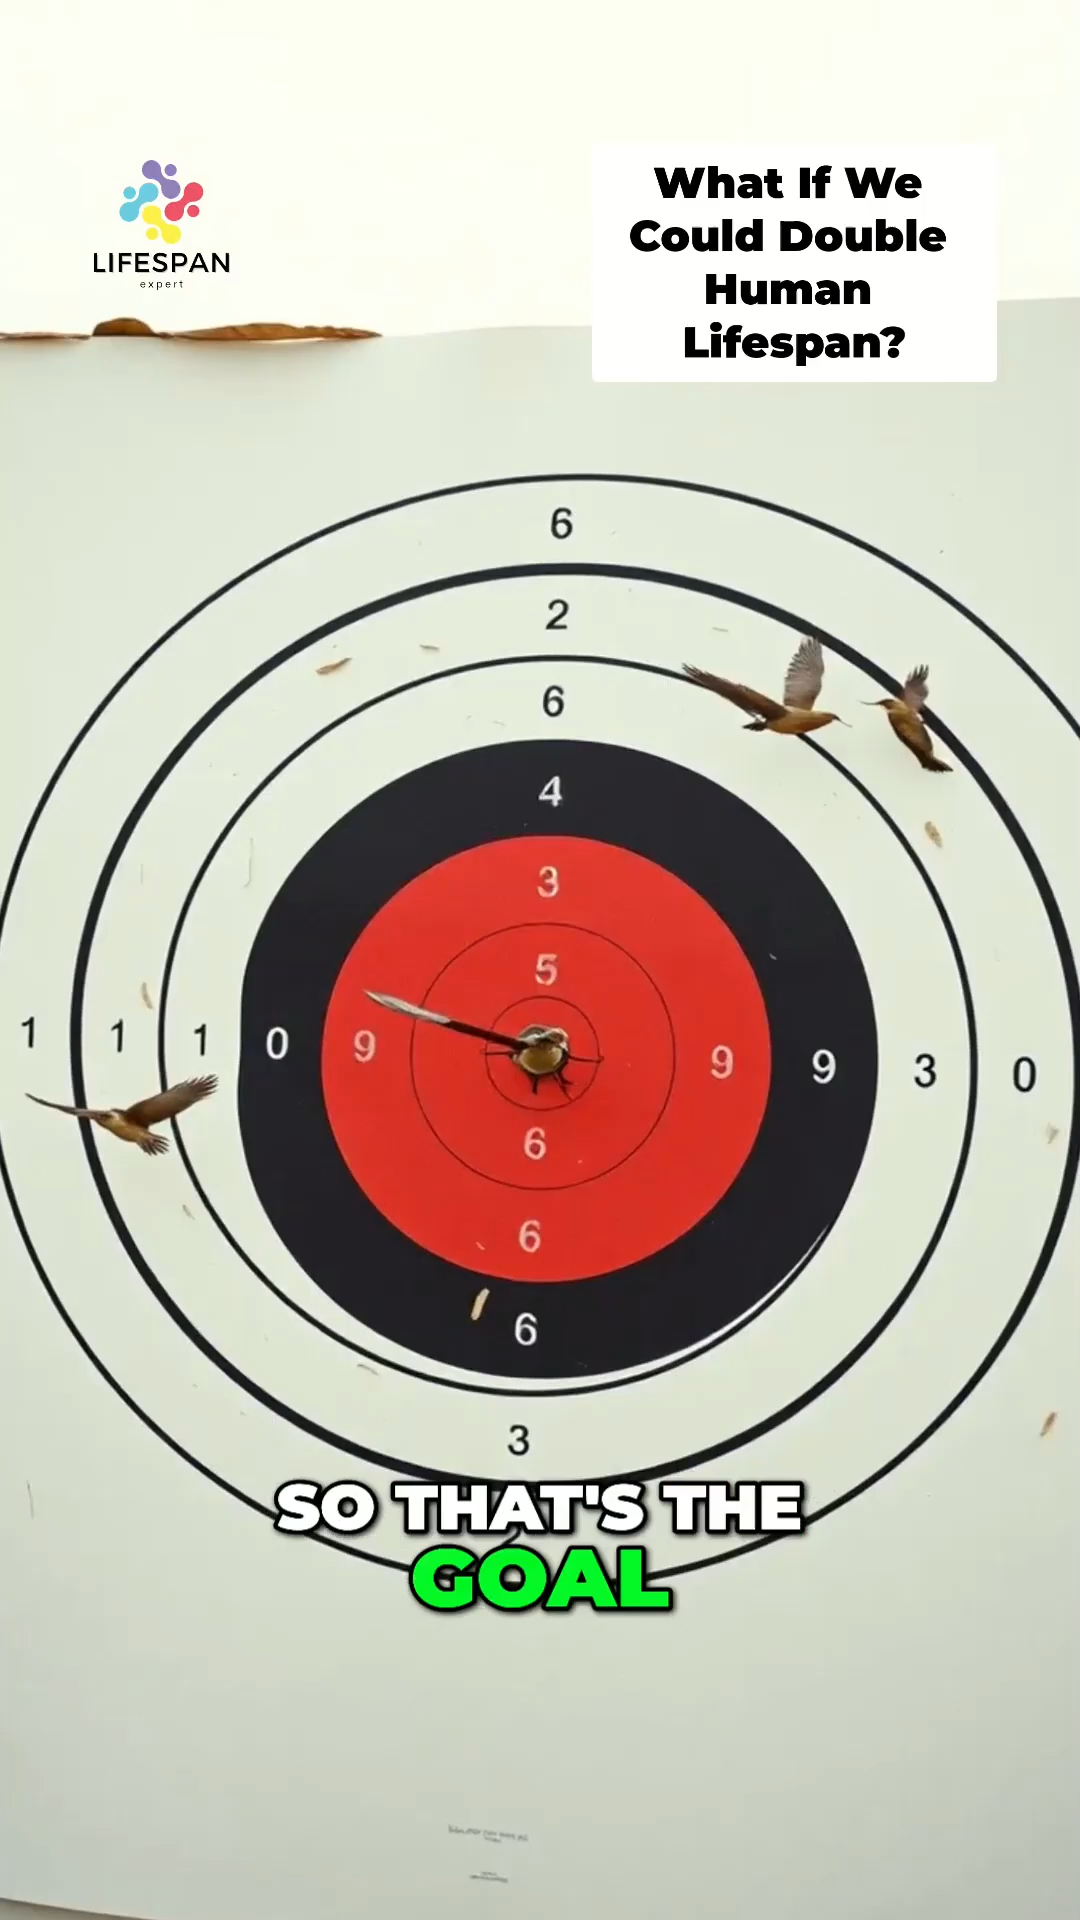 What If We
Could Double
Human
Lifespan?
LIFESPAN
expert
6
2
6
4
3
5
1 1 1 0 9 9 9 3 0
6
6
6
3
SO THAT'S THE
GOAL